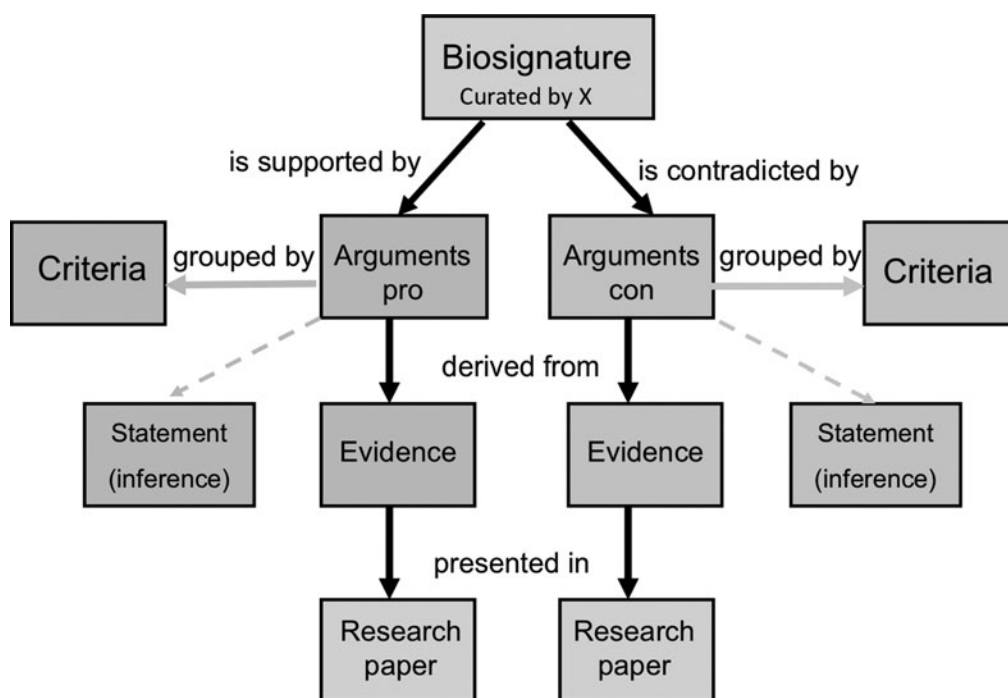 Biosignature
Curated by X
is supported by
is contradicted by
Criteria
grouped by
Arguments
pro
Arguments
con
grouped by
Criteria
derived from
Statement
(inference)
Evidence
Evidence
Statement
(inference)
presented in
Research
paper
Research
paper